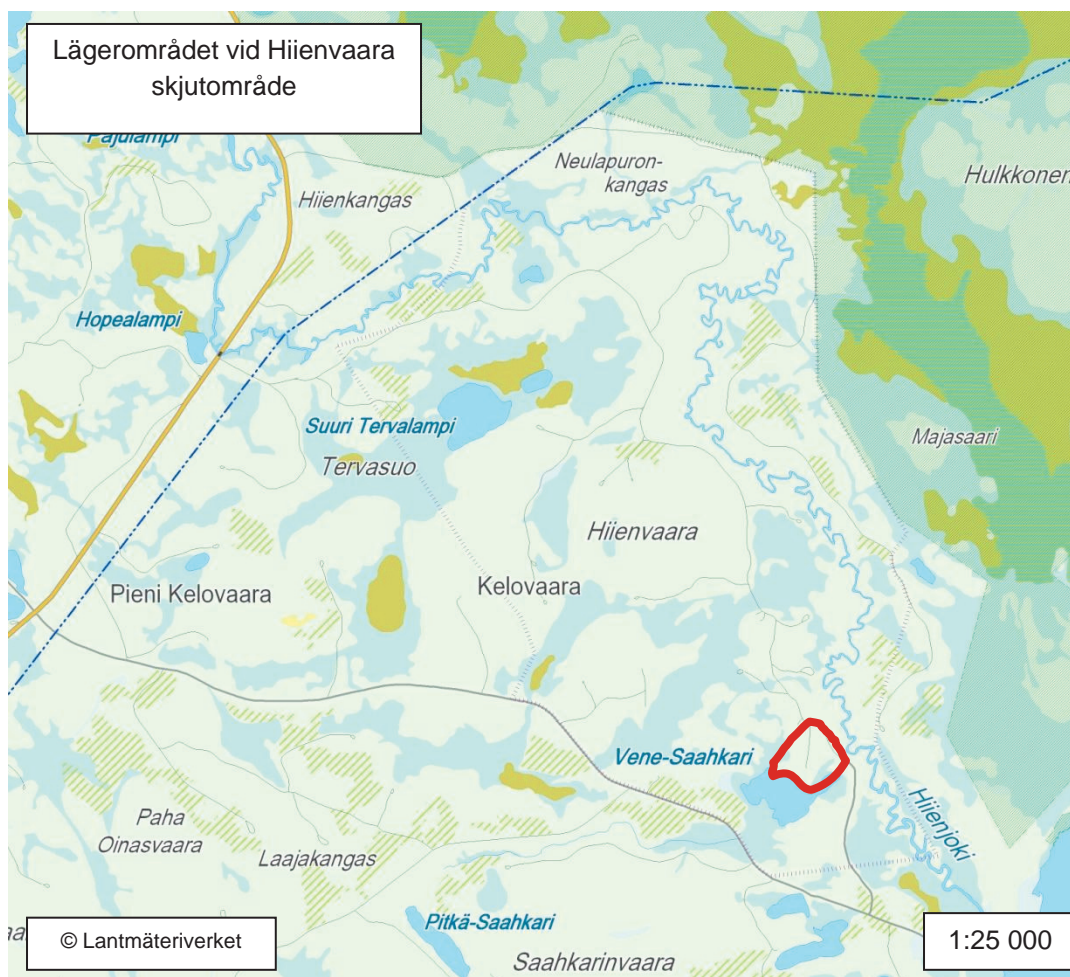 Lägerområdet vid Hiienvaara
skjutområde
Pajulampi
Neulapuron-
kangas
Hulkkonen
Hiienkangas
Hopealampi
Majasaari
Suuri Tervalampi
Tervasuo
Hiienvaara
Pieni Kelovaara
Kelovaara
Vene-Saahkari
Hiienjoki
Paha
Oinasvaara
Laajakangas
Pitkä-Saahkari
© Lantmäteriverket
1:25 000
Saahkarinvaara